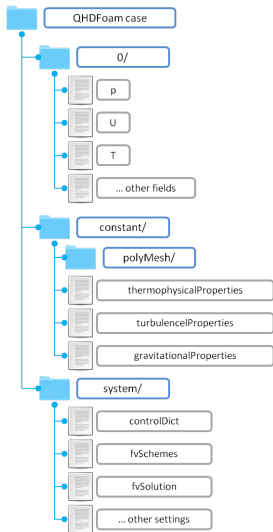 QHDFoam case
0/
p
U
T
... other fields
constant/
polyMesh/
thermophysicalProperties
turbulencelProperties
gravitationalProperties
system/
controlDict
fvSchemes
fvSolution
... other settings